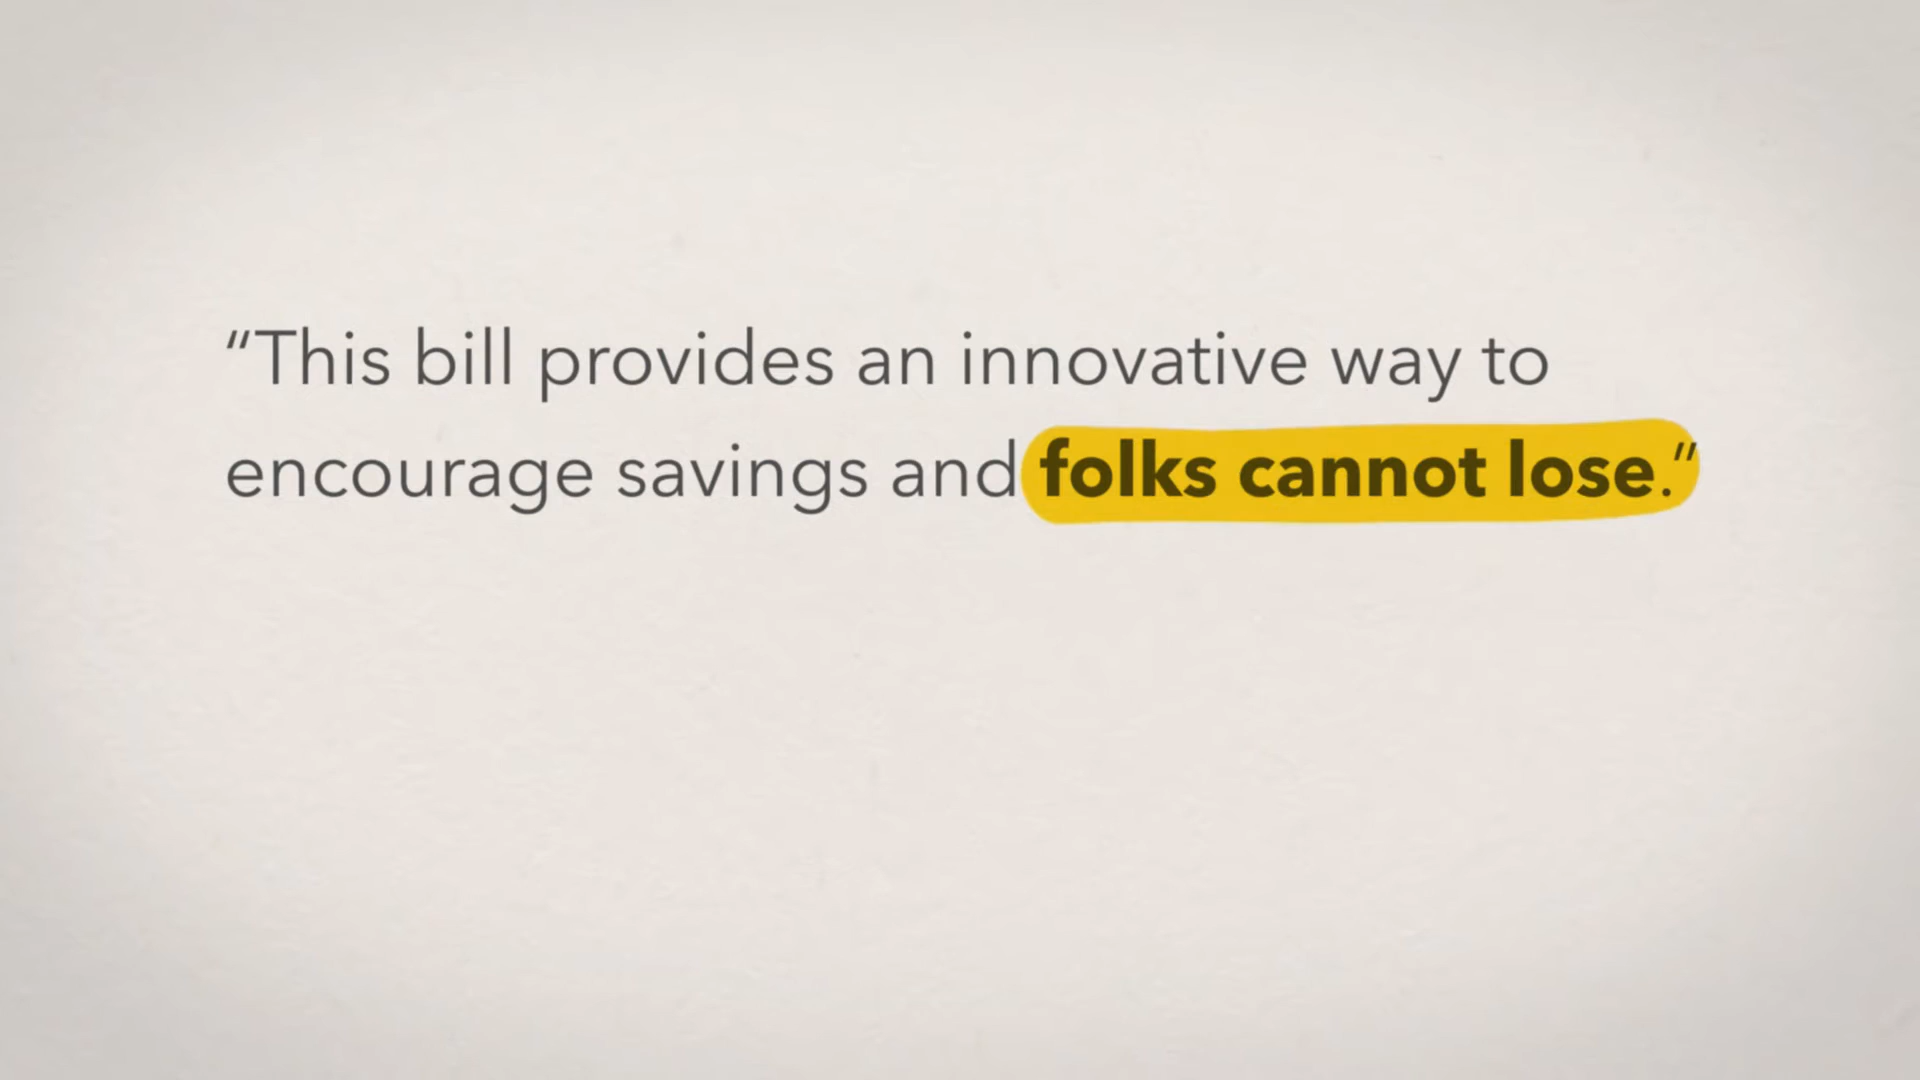 “This bill provides an innovative way to
encourage savings and folks cannot lose.”